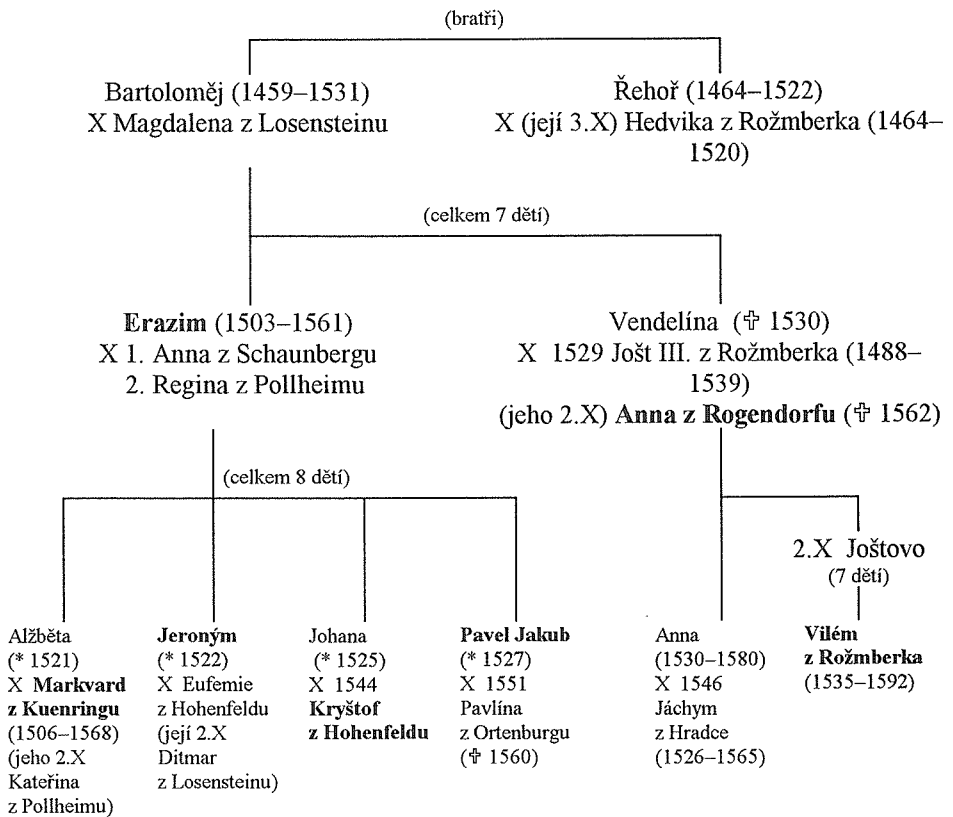 (bratři)
Bartoloměj (1459–1531)
X Magdalena z Losensteinu
Řehoř (1464–1522)
X (její 3.X) Hedvika z Rožmberka (1464–
1520)
(celkem 7 dětí)
Erazim (1503–1561)
X 1. Anna z Schaunbergu
2. Regina z Pollheimu
Vendelína (✞ 1530)
X 1529 Jošt III. z Rožmberka (1488–
1539)
(jeho 2.X) Anna z Rogendorfu (✞ 1562)
(celkem 8 dětí)
2.X Joštovo
(7 dětí)
Alžběta
(* 1521)
X Markvard
z Kuenringu
(1506–1568)
(jeho 2.X
Kateřina
z Pollheimu)
Jeroným
(* 1522)
X Eufemie
z Hohenfeldu
(její 2.X
Ditmar
z Losensteinu)
Johana
(* 1525)
X 1544
Kryštof
z Hohenfeldu
Pavel Jakub
(* 1527)
X 1551
Pavlína
z Ortenburgu
(✞ 1560)
Anna
(1530–1580)
X 1546
Jáchym
z Hradce
(1526–1565)
Vilém
z Rožmberka
(1535–1592)